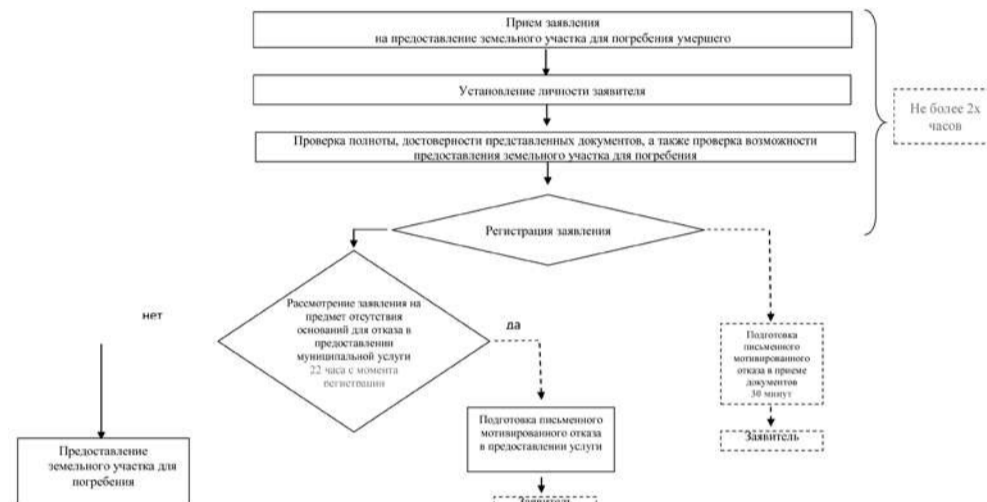 Прием заявления
на предоставление земельного участка для погребения умершего
Установление личности заявителя
Не более 2х
часов
Проверка полноты, достоверности представленных документов, а также проверка возможности
предоставления земельного участка для погребения
Регистрация заявления
Рассмотрение заявления на
предмет отсутствия
оснований для отказа в
предоставлении
муниципальной услуги
22 часа с момента
регистрации
нет
да
Подготовка
письменного
мотивированного
отказа в приеме
документов
30 минут
Заявитель
Подготовка письменного
мотивированного отказа
в предоставлении услуги
Заявитель
Предоставление
земельного участка для
погребения